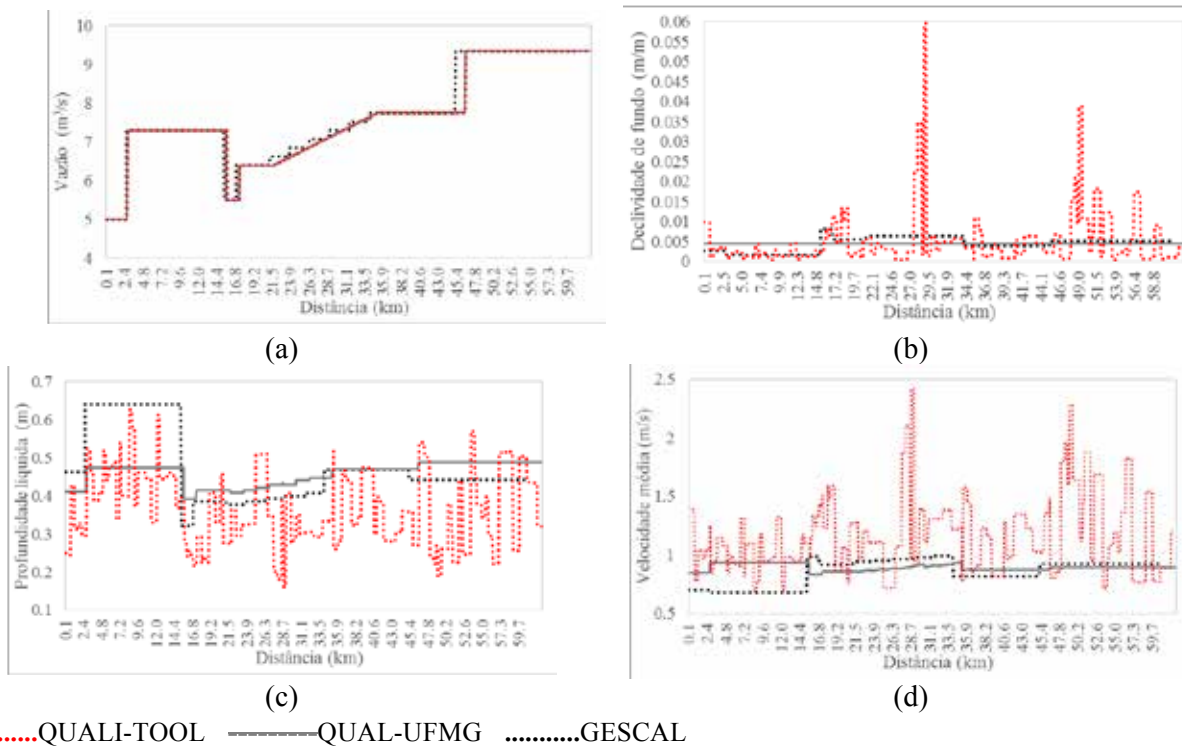 10
9
8
7
6
5
4
Vazão (m³/s)
0.1 2.4 4.8 7.2 9.6 12.0 14.4 16.8 19.2 21.5 23.9 26.3 28.7 31.1 33.5 35.9 38.2 40.6 43.0 45.4 47.8 50.2 52.6 55.0 57.3 59.7
Distância (km)
(a)
0.06
0.055
0.05
0.045
0.04
0.035
0.03
0.025
0.02
0.015
0.01
0.005
0
Declividade de fundo (m/m)
0.1 2.5 5.0 7.4 9.9 12.3 14.8 17.2 19.7 22.1 24.6 27.0 29.5 31.9 34.4 36.8 39.3 41.7 44.1 46.6 49.0 51.5 53.9 56.4 58.8
Distância (km)
(b)
0.7
0.6
0.5
0.4
0.3
0.2
0.1
Profundidade líquida (m)
0.1 2.4 4.8 7.2 9.6 12.0 14.4 16.8 19.2 21.5 23.9 26.3 28.7 31.1 33.5 35.9 38.2 40.6 43.0 45.4 47.8 50.2 52.6 55.0 57.3 59.7
Distância (km)
(c)
2.5
2
1.5
1
0.5
Velocidade média (m/s)
0.1 2.4 4.8 7.2 9.6 12.0 14.4 16.8 19.2 21.5 23.9 26.3 28.7 31.1 33.5 35.9 38.2 40.6 43.0 45.4 47.8 50.2 52.6 55.0 57.3 59.7
Distância (km)
(d)
QUALI-TOOL QUAL-UFMG GESCAL